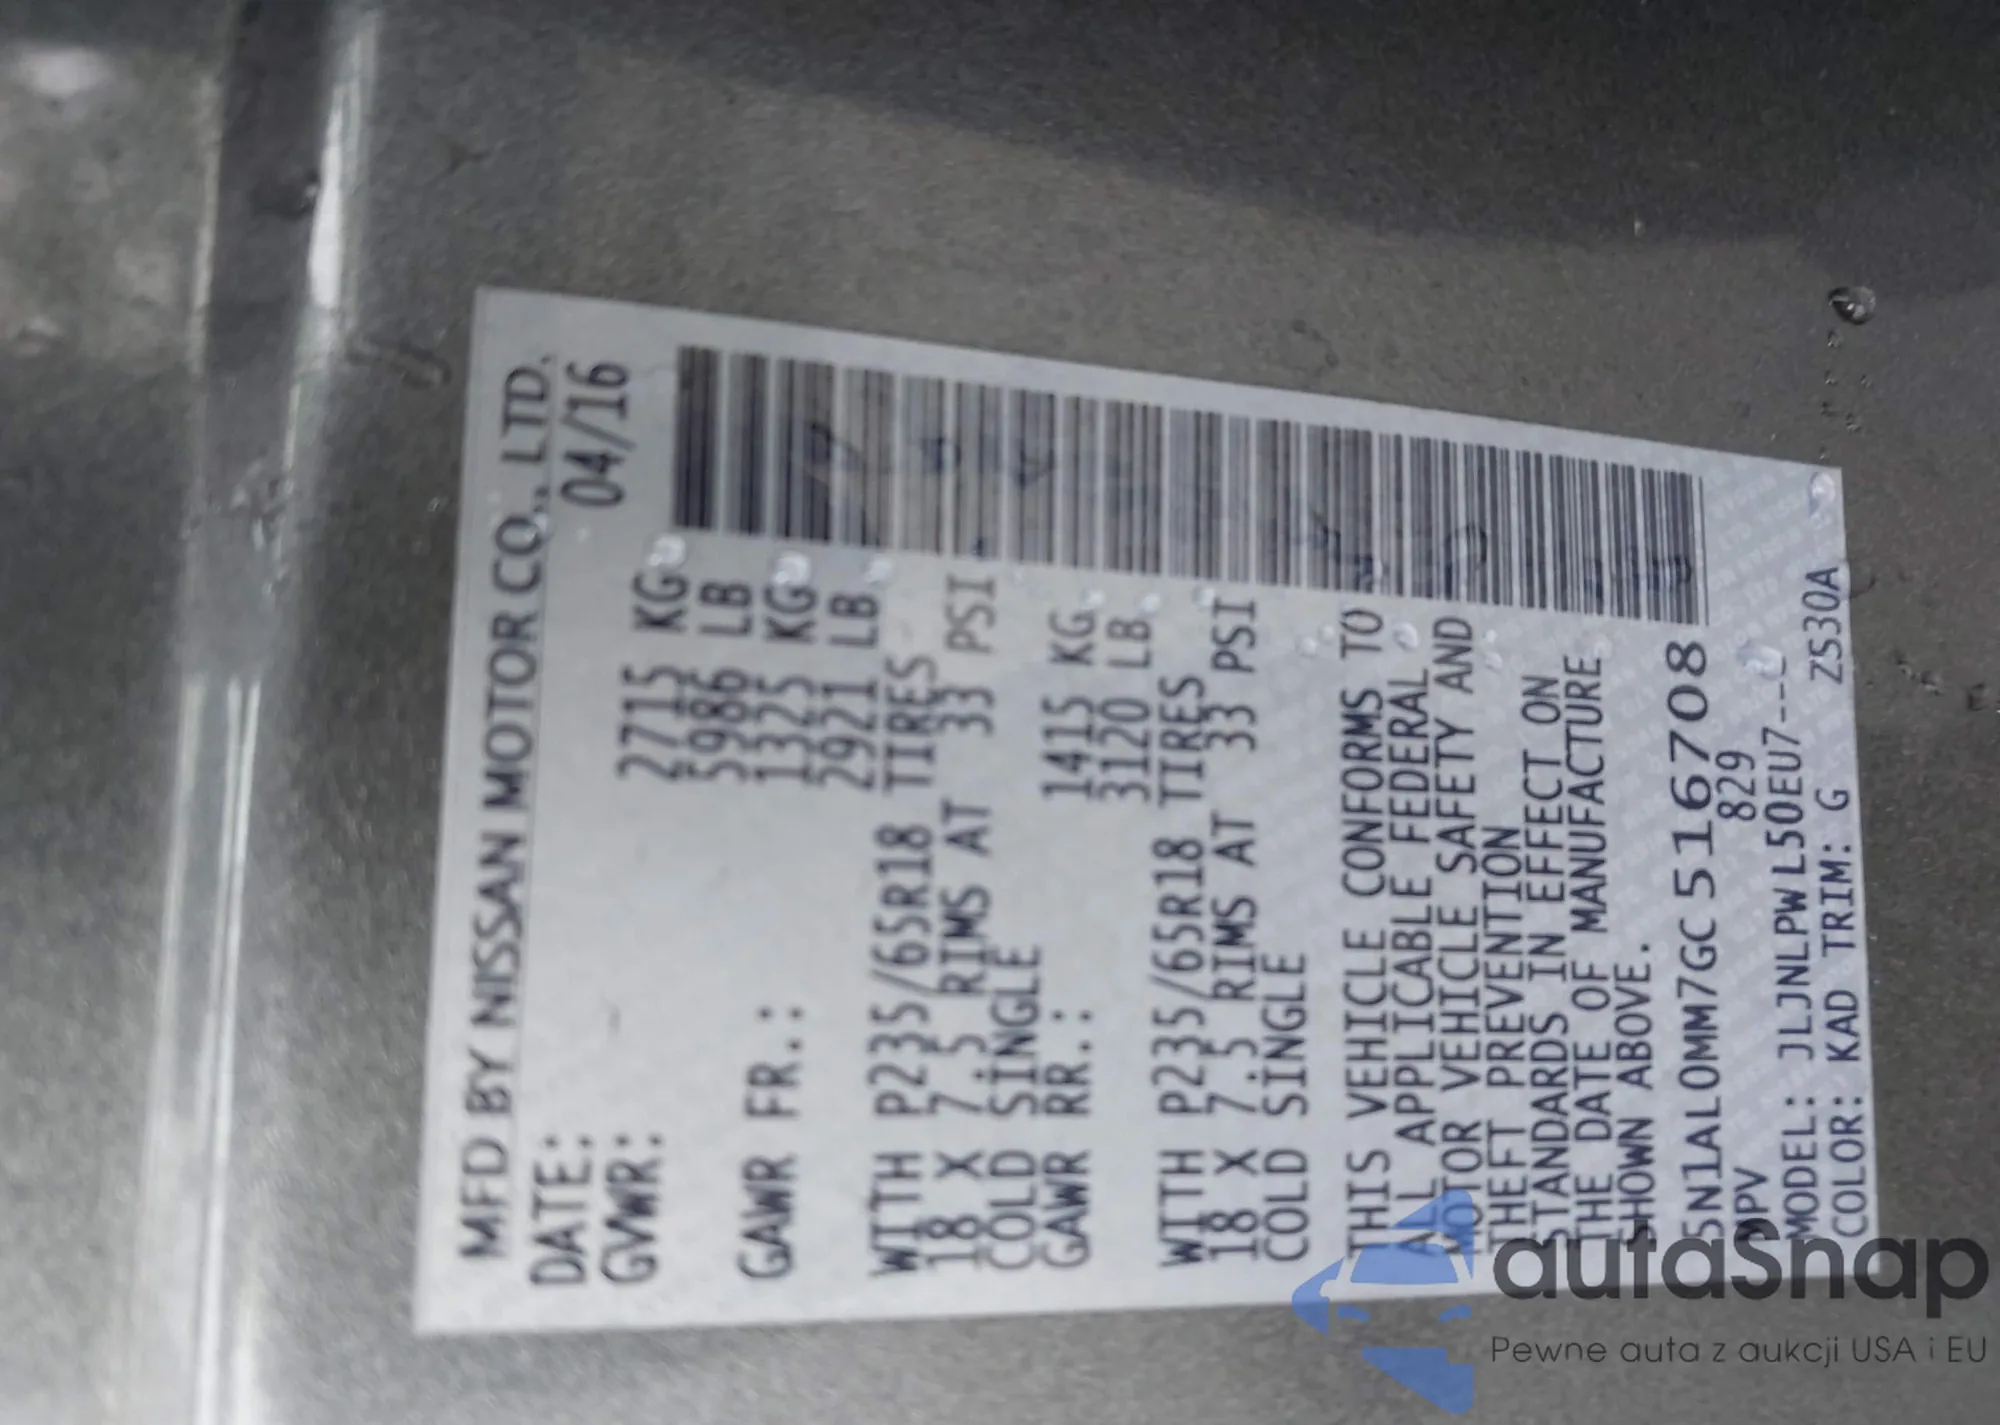 MFD BY NISSAN MOTOR CO., LTD.
DATE: 04/16
GVWR: 2715 KG
5986 LB
GAWR FR.: 1325 KG
2921 LB
WITH P235/65R18 TIRES
18 X 7.5 RIMS AT 33 PSI
COLD SINGLE
GAWR RR.: 1415 KG
3120 LB
WITH P235/65R18 TIRES
18 X 7.5 RIMS AT 33 PSI
COLD SINGLE
THIS VEHICLE CONFORMS TO
ALL APPLICABLE FEDERAL
MOTOR VEHICLE SAFETY AND
THEFT PREVENTION
STANDARDS IN EFFECT ON
THE DATE OF MANUFACTURE
SHOWN ABOVE.
5N1AL0MM7GC516708
MPV 829
MODEL: JLJNLPWL50EU7--
COLOR: KAD TRIM: G ZS30A
autaSnap
Pewne auta z aukcji USA i EU